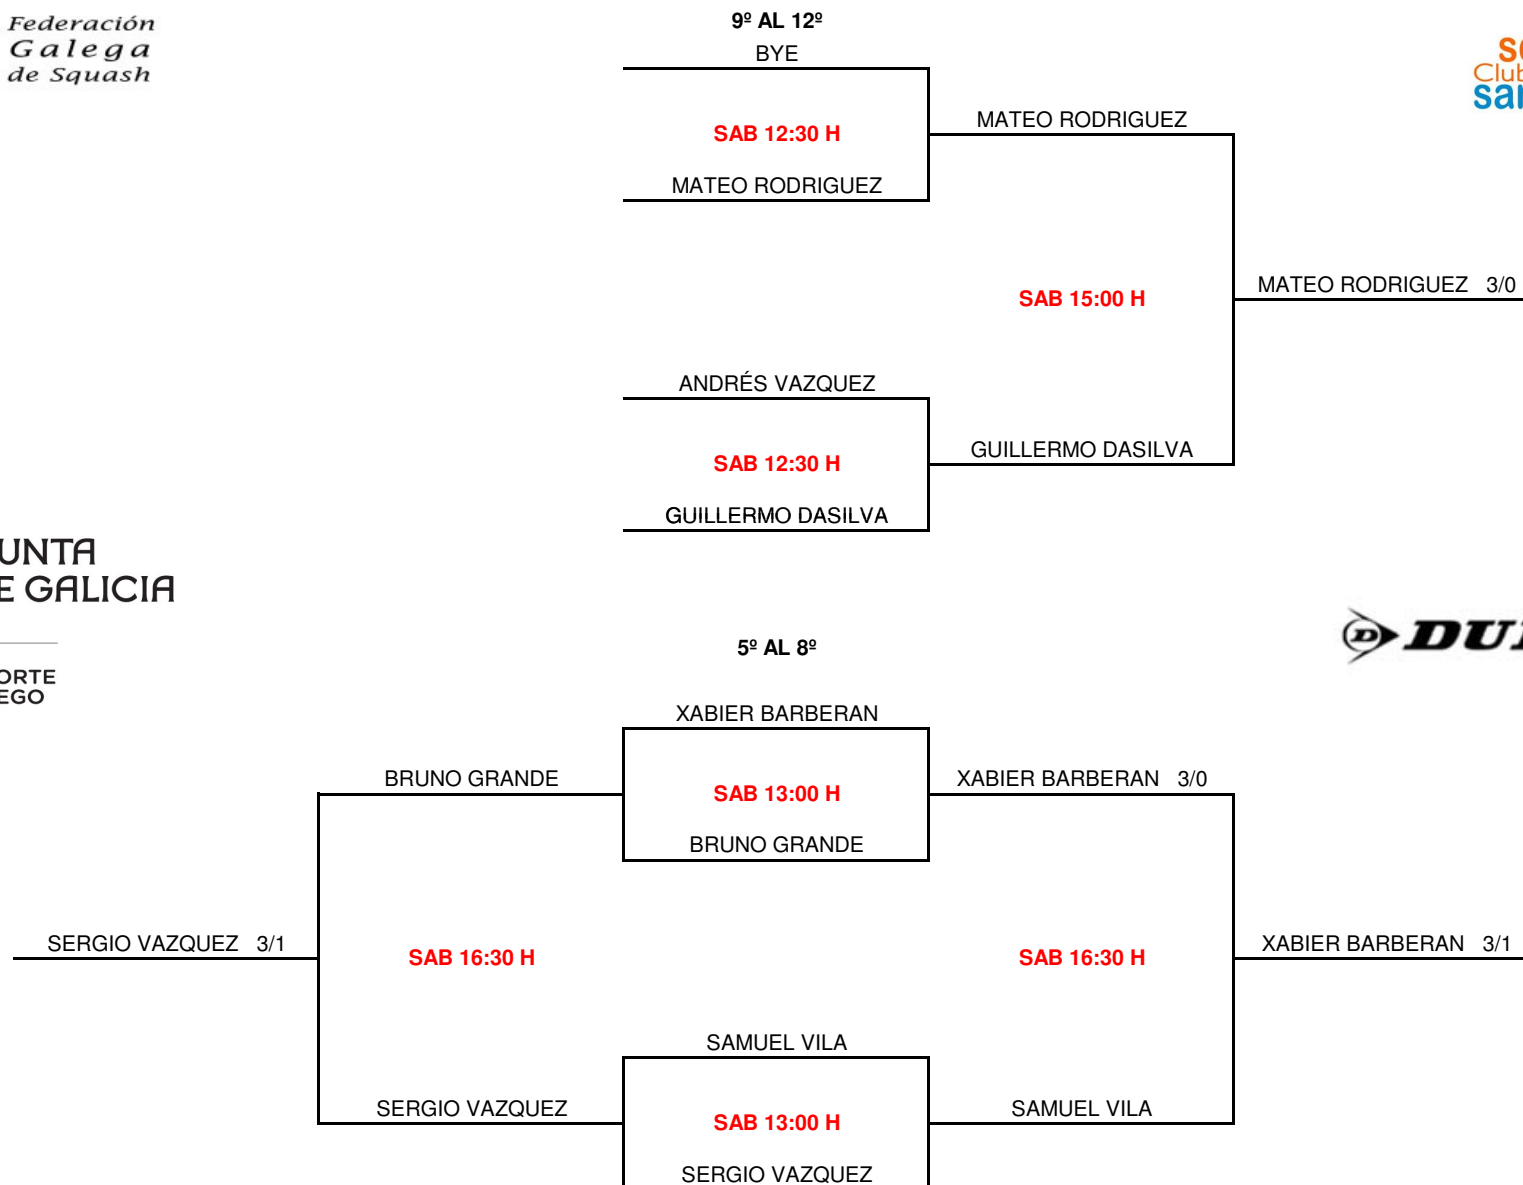 Federación
Galega
de Squash
9º AL 12º
BYE
SAB 12:30 H
MATEO RODRIGUEZ
MATEO RODRIGUEZ
SAB 15:00 H
MATEO RODRIGUEZ 3/0
ANDRÉS VAZQUEZ
SAB 12:30 H
GUILLERMO DASILVA
GUILLERMO DASILVA
UNTA
E GALICIA
ORTE
EGO
5º AL 8º
XABIER BARBERAN
BRUNO GRANDE
SAB 13:00 H
XABIER BARBERAN 3/0
BRUNO GRANDE
SERGIO VAZQUEZ 3/1
SAB 16:30 H
SAB 16:30 H
XABIER BARBERAN 3/1
SAMUEL VILA
SERGIO VAZQUEZ
SAB 13:00 H
SAMUEL VILA
SERGIO VAZQUEZ